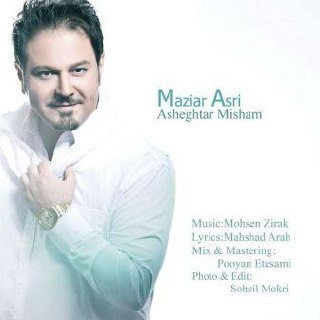 Maziar Asri
Asheghtar Misham
Music:Mohsen Zirak
Lyrics:Mahshad Arab
Mix & Mastering:
Pooyan Etesami
Photo & Edit:
Soheil Mokri